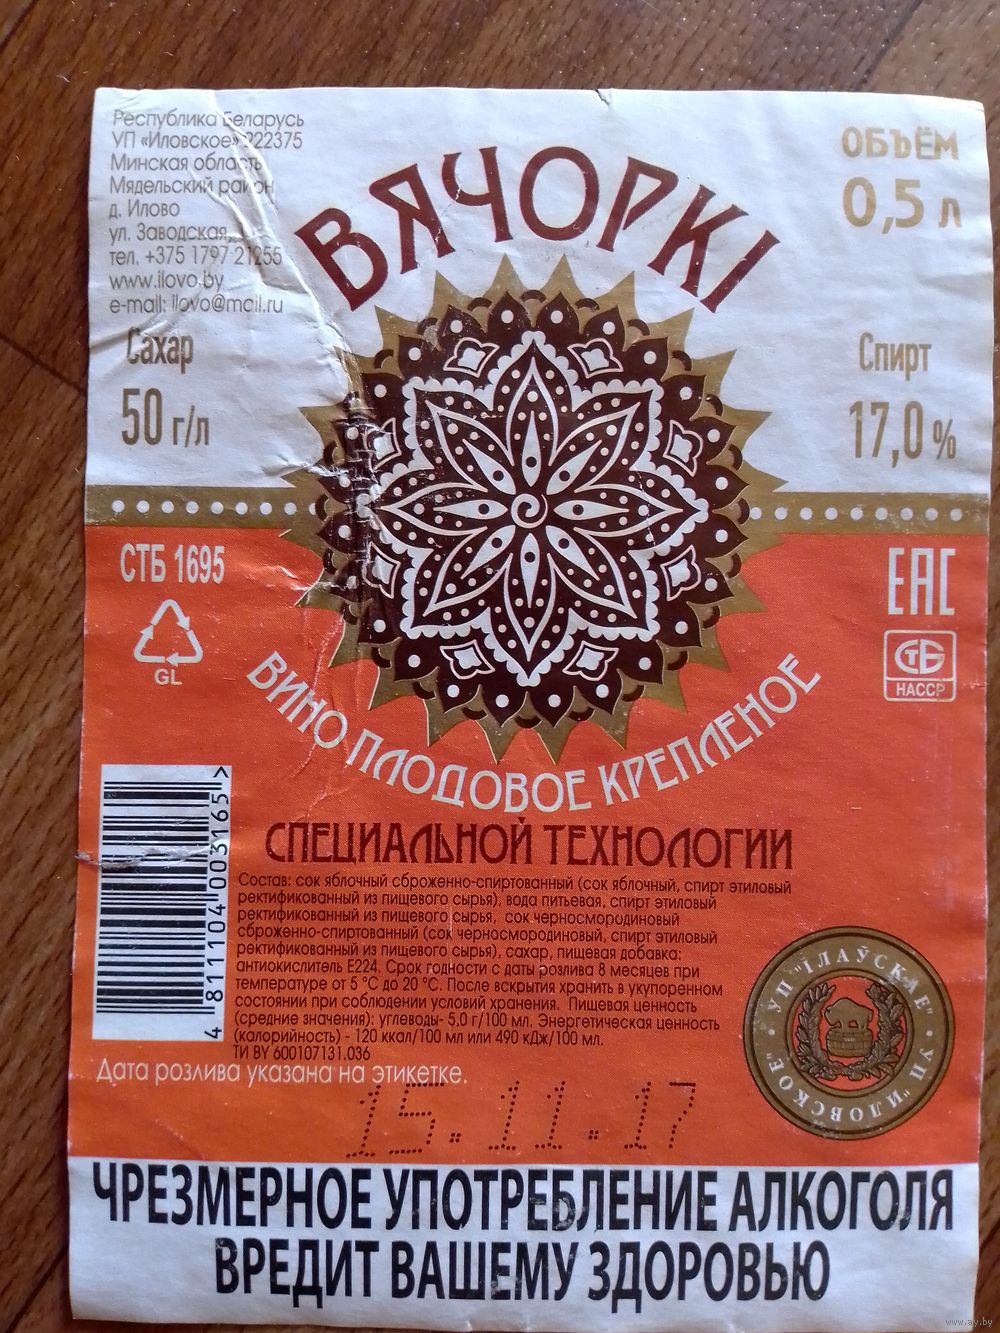 Республика Беларусь
УП «Иловское» 222375
Минская область
Мядельский район
д. Илово
ул. Заводская,
тел. +375 1797 21255
www.ilovo.by
e-mail: ilovo@mail.ru
ОБЪЁМ
0,5 л
ВЯЧОРКІ
Сахар
50 г/л
Спирт
17,0 %
СТБ 1695
GL
ЕАС
СТБ
НАССР
ВИНО ПЛОДОВОЕ КРЕПЛЕНОЕ
СПЕЦИАЛЬНОЙ ТЕХНОЛОГИИ
Состав: сок яблочный сброженно-спиртованный (сок яблочный, спирт этиловый
ректификованный из пищевого сырья), вода питьевая, спирт этиловый
ректификованный из пищевого сырья, сок черносмородиновый
сброженно-спиртованный (сок черносмородиновый, спирт этиловый
ректификованный из пищевого сырья), сахар, пищевая добавка:
антиокислитель Е224. Срок годности с даты розлива 8 месяцев при
температуре от 5 °С до 20 °С. После вскрытия хранить в укупоренном
состоянии при соблюдении условий хранения. Пищевая ценность
(средние значения): углеводы- 5,0 г/100 мл. Энергетическая ценность
(калорийность) - 120 ккал/100 мл или 490 кДж/100 мл.
ТИ BY 600107131.036
4 811104 003165 >
УП "ІЛАЎСКАЕ" • УП "ИЛОВСКОЕ" •
Дата розлива указана на этикетке.
15.11.17
ЧРЕЗМЕРНОЕ УПОТРЕБЛЕНИЕ АЛКОГОЛЯ
ВРЕДИТ ВАШЕМУ ЗДОРОВЬЮ
www.ay.by